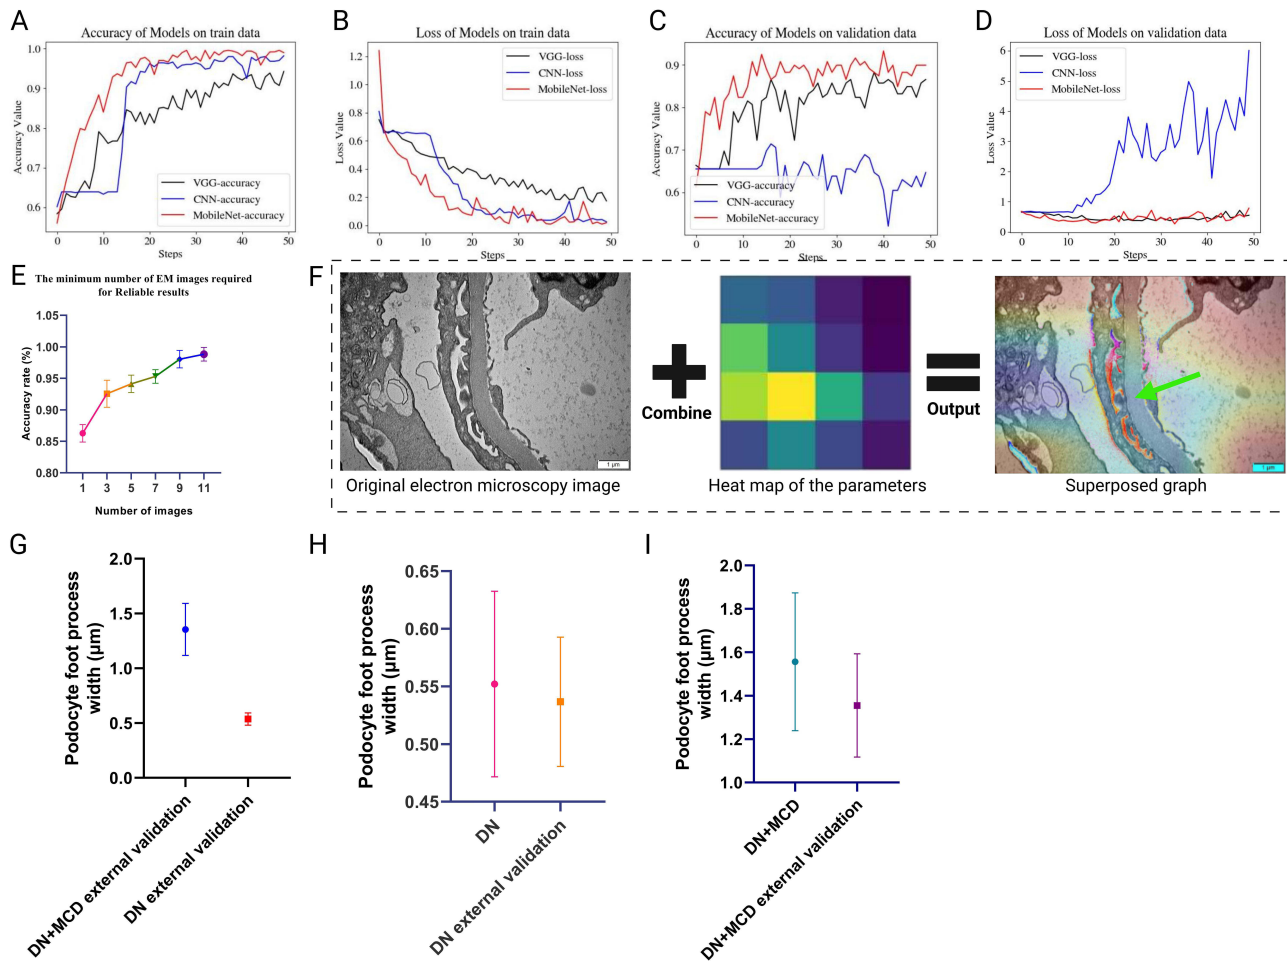 A
Accuracy of Models on train data
Accuracy Value
1.0
0.9
0.8
0.7
0.6
VGG-accuracy
CNN-accuracy
MobileNet-accuracy
0 10 20 30 40 50
Steps
B
Loss of Models on train data
Loss Value
1.2
1.0
0.8
0.6
0.4
0.2
0.0
VGG-loss
CNN-loss
MobileNet-loss
0 10 20 30 40 50
Steps
C
Accuracy of Models on validation data
Accuracy Value
0.9
0.8
0.7
0.6
VGG-accuracy
CNN-accuracy
MobileNet-accuracy
0 10 20 30 40 50
Steps
D
Loss of Models on validation data
Loss Value
6
5
4
3
2
1
0
VGG-loss
CNN-loss
MobileNet-loss
0 10 20 30 40 50
Steps
E
The minimum number of EM images required
for Reliable results
Accuracy rate (%)
1.05
1.00
0.95
0.90
0.85
0.80
1 3 5 7 9 11
Number of images
F
1 µm
Original electron microscopy image
Combine
Heat map of the parameters
Output
1 µm
Superposed graph
G
Podocyte foot process
width (µm)
2.0
1.5
1.0
0.5
0.0
DN+MCD external validation
DN external validation
H
Podocyte foot process
width (µm)
0.65
0.60
0.55
0.50
0.45
DN
DN external validation
I
Podocyte foot process
width (µm)
2.0
1.8
1.6
1.4
1.2
1.0
DN+MCD
DN+MCD external validation